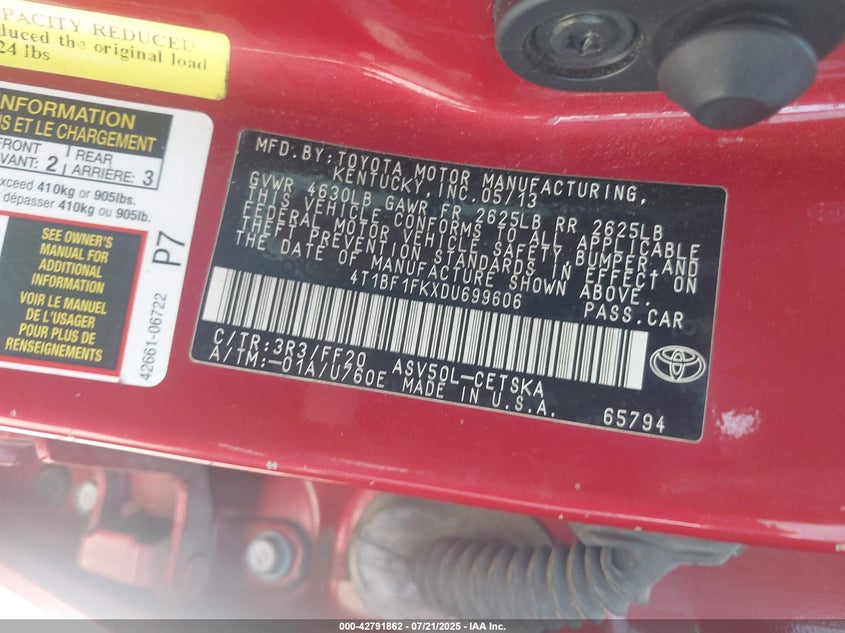 CAPACITY REDUCED
duced the original load
24 lbs
INFORMATION
S ET LE CHARGEMENT
FRONT
VANT: 2
REAR
ARRIÈRE: 3
exceed 410kg or 905lbs.
dépasser 410kg ou 905lb.
SEE OWNER'S
MANUAL FOR
ADDITIONAL
INFORMATION
VOIR LE MANUEL
DE L'USAGER
POUR PLUS DE
RENSEIGNEMENTS
P7
42661-06722
MFD.BY:TOYOTA MOTOR MANUFACTURING,
KENTUCKY,INC.05/13
GVWR 4630LB GAWR FR 2625LB RR 2625LB
THIS VEHICLE CONFORMS TO ALL APPLICABLE
FEDERAL MOTOR VEHICLE SAFETY,BUMPER,AND
THEFT PREVENTION STANDARDS IN EFFECT ON
THE DATE OF MANUFACTURE SHOWN ABOVE.
4T1BF1FKXDU699606
PASS.CAR
C/TR:3R3/FF20
A/TM:-01A/U760E
ASV50L-CETSKA
MADE IN U.S.A.
65794
000-42791862 / 07/21/2025 - IAA Inc.